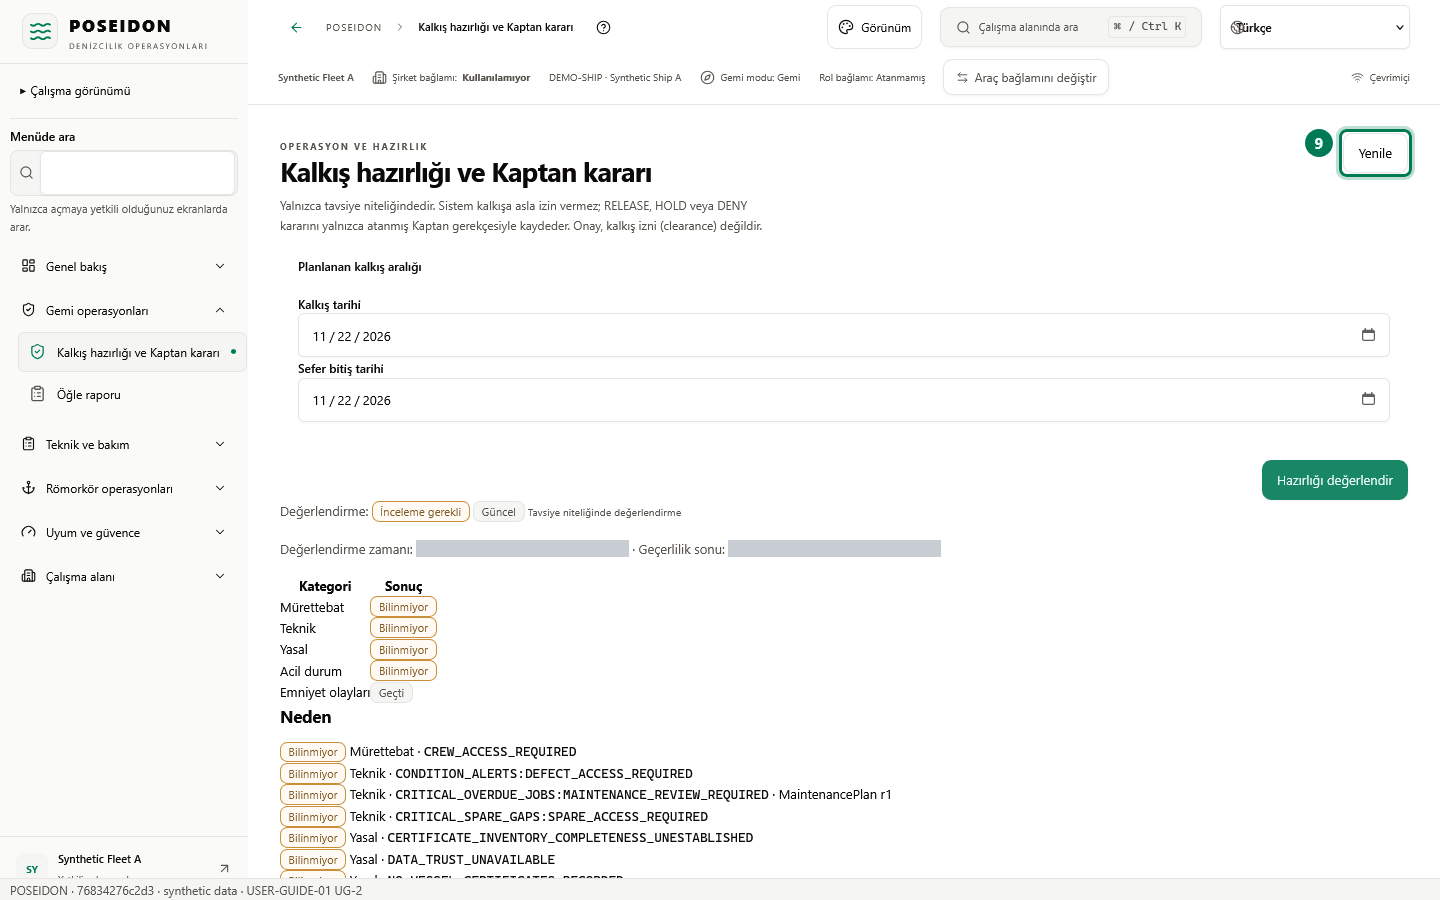 POSEIDON
DENİZCİLİK OPERASYONLARI
Çalışma görünümü
Menüde ara
Yalnızca açmaya yetkili olduğunuz ekranlarda
arar.
Genel bakış
Gemi operasyonları
Kalkış hazırlığı ve Kaptan kararı
Öğle raporu
Teknik ve bakım
Römorkör operasyonları
Uyum ve güvence
Çalışma alanı
SY
Synthetic Fleet A
POSEIDON
Kalkış hazırlığı ve Kaptan kararı
Görünüm
Çalışma alanında ara
⌘ / Ctrl K
Türkçe
Synthetic Fleet A
Şirket bağlamı: Kullanılamıyor
DEMO-SHIP · Synthetic Ship A
Gemi modu: Gemi
Rol bağlamı: Atanmamış
Araç bağlamını değiştir
Çevrimiçi
OPERASYON VE HAZIRLIK
Kalkış hazırlığı ve Kaptan kararı
9
Yenile
Yalnızca tavsiye niteliğindedir. Sistem kalkışa asla izin vermez; RELEASE, HOLD veya DENY
kararını yalnızca atanmış Kaptan gerekçesiyle kaydeder. Onay, kalkış izni (clearance) değildir.
Planlanan kalkış aralığı
Kalkış tarihi
11 / 22 / 2026
Sefer bitiş tarihi
11 / 22 / 2026
Hazırlığı değerlendir
Değerlendirme: İnceleme gerekli Güncel Tavsiye niteliğinde değerlendirme
Değerlendirme zamanı: · Geçerlilik sonu:
Kategori Sonuç
Mürettebat Bilinmiyor
Teknik Bilinmiyor
Yasal Bilinmiyor
Acil durum Bilinmiyor
Emniyet olayları Geçti
Neden
Bilinmiyor Mürettebat · CREW_ACCESS_REQUIRED
Bilinmiyor Teknik · CONDITION_ALERTS:DEFECT_ACCESS_REQUIRED
Bilinmiyor Teknik · CRITICAL_OVERDUE_JOBS:MAINTENANCE_REVIEW_REQUIRED · MaintenancePlan r1
Bilinmiyor Teknik · CRITICAL_SPARE_GAPS:SPARE_ACCESS_REQUIRED
Bilinmiyor Yasal · CERTIFICATE_INVENTORY_COMPLETENESS_UNESTABLISHED
Bilinmiyor Yasal · DATA_TRUST_UNAVAILABLE
POSEIDON · 76834276c2d3 · synthetic data · USER-GUIDE-01 UG-2